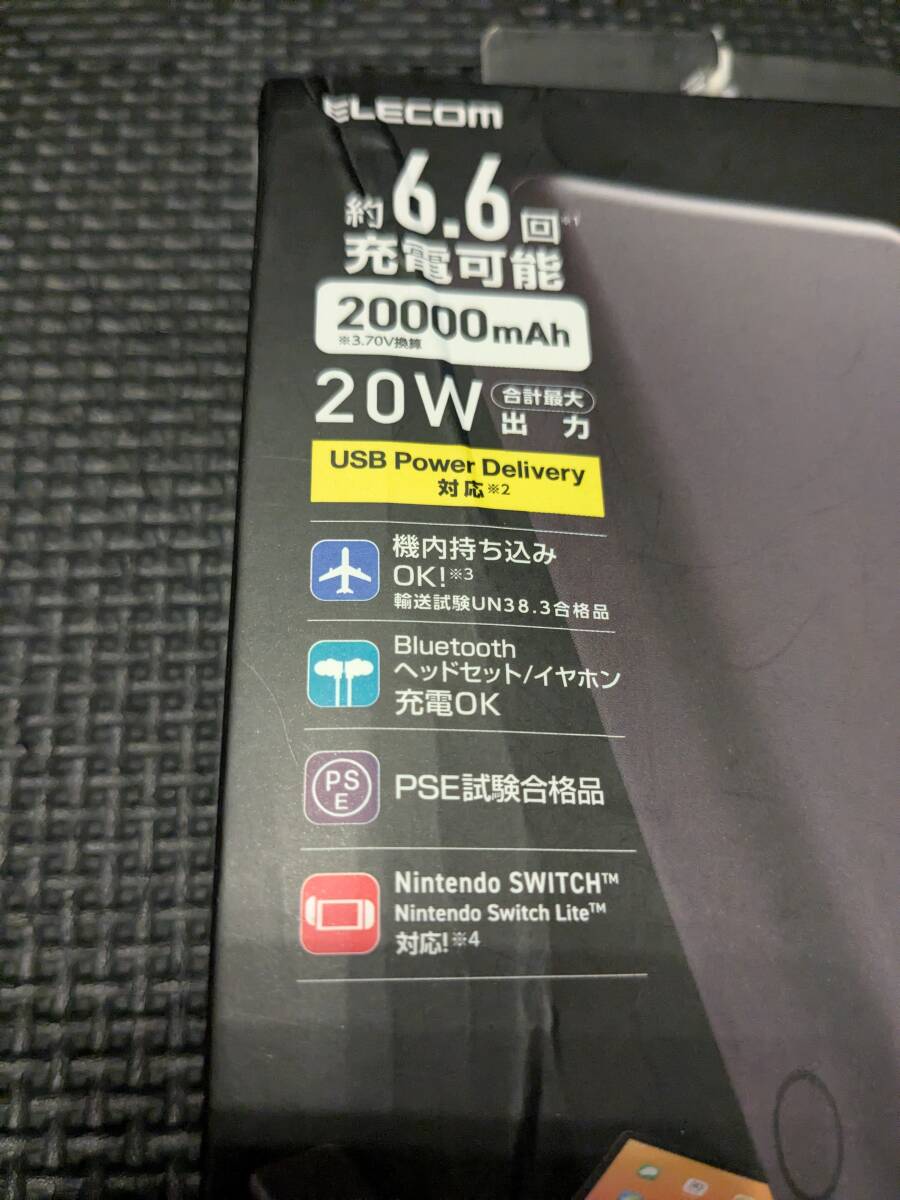 ELECOM
約6.6回※1
充電可能
20000mAh
※3.70V換算
20W 合計最大
出力
USB Power Delivery
対応※2
機内持ち込み
OK!※3
輸送試験UN38.3合格品
Bluetooth
ヘッドセット/イヤホン
充電OK
PS
E
PSE試験合格品
Nintendo SWITCH™
Nintendo Switch Lite™
対応!※4